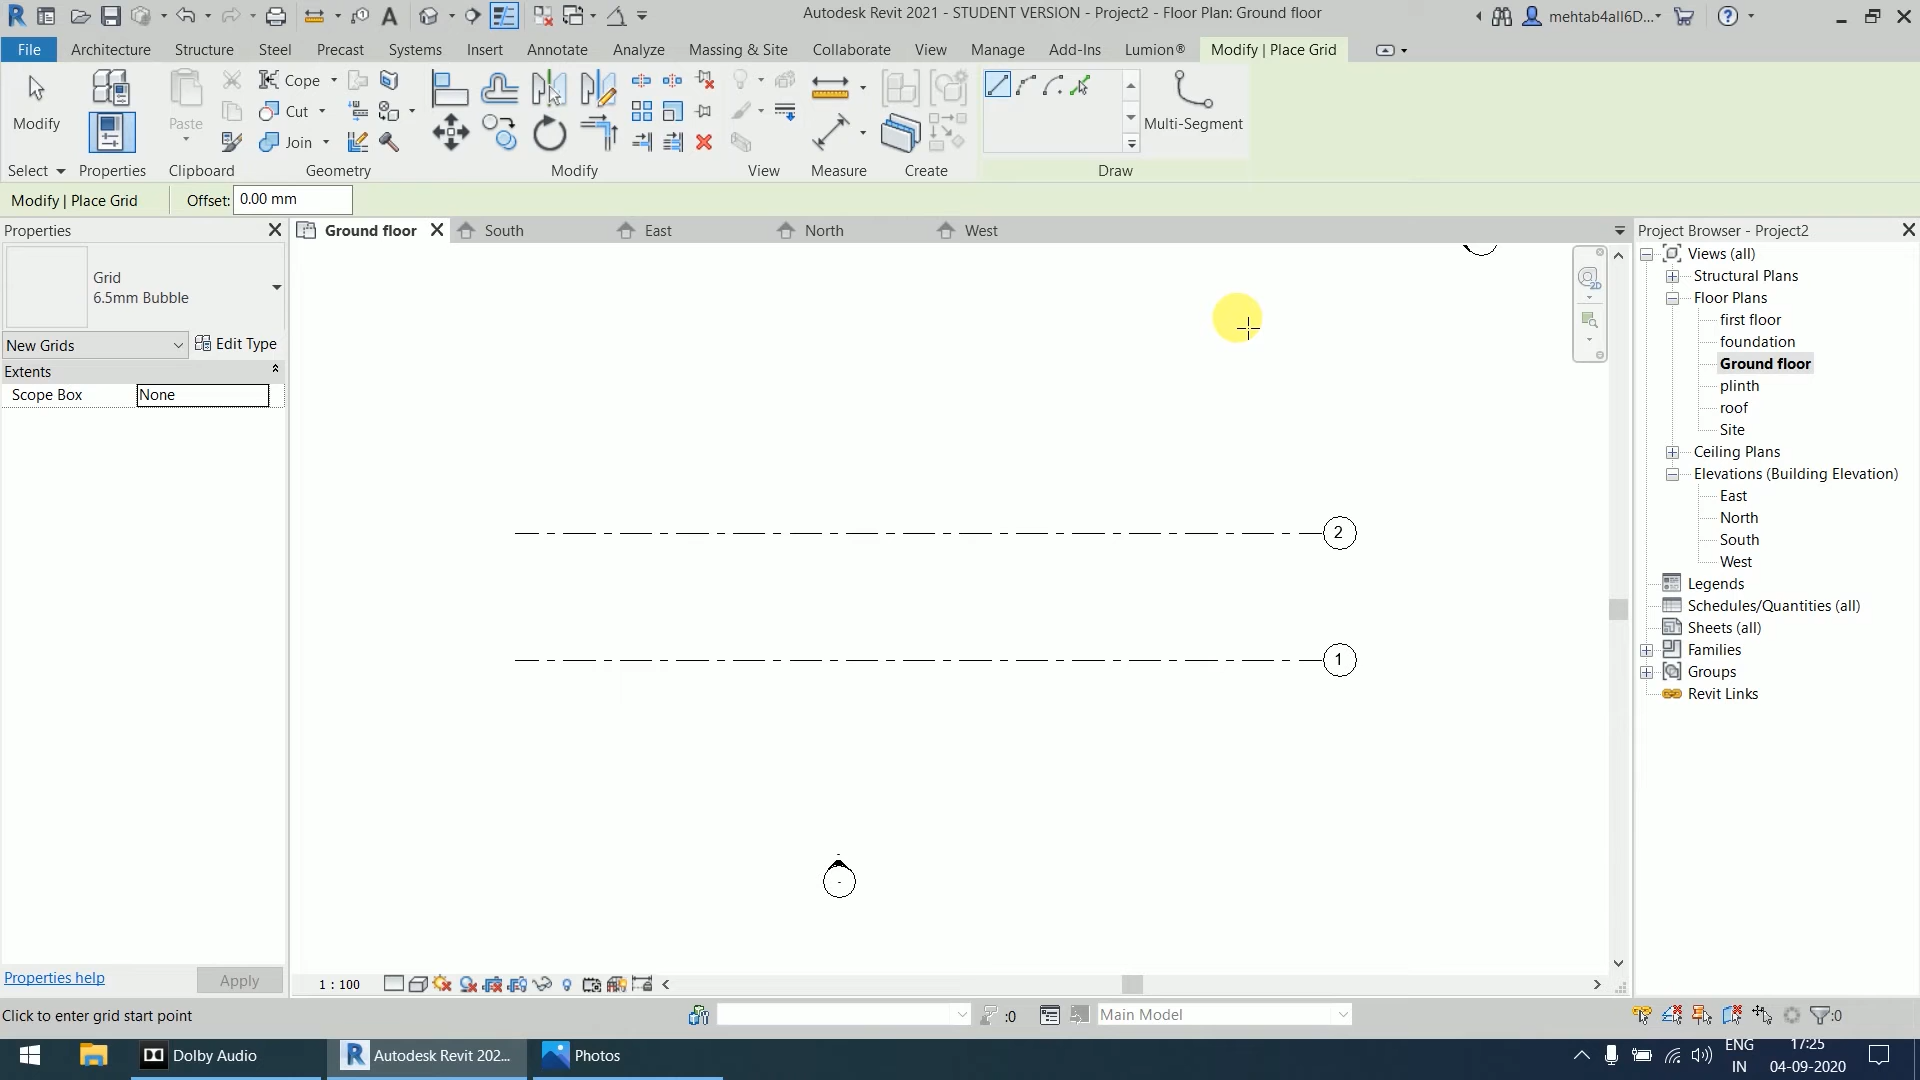 Autodesk Revit 2021 - STUDENT VERSION - Project2 - Floor Plan: Ground floor
mehtab4all6D...
File Architecture Structure Steel Precast Systems Insert Annotate Analyze Massing & Site Collaborate View Manage Add-Ins Lumion® Modify | Place Grid
Modify
Paste
Cope
Cut
Join
Multi-Segment
Select Properties Clipboard Geometry Modify View Measure Create Draw
Modify | Place Grid Offset: 0.00 mm
Properties
Ground floor South East North West
Project Browser - Project2
Grid
6.5mm Bubble
New Grids Edit Type
Extents
Scope Box None
2D
Views (all)
Structural Plans
Floor Plans
first floor
foundation
Ground floor
plinth
roof
Site
Ceiling Plans
Elevations (Building Elevation)
East
North
South
West
Legends
Schedules/Quantities (all)
Sheets (all)
Families
Groups
Revit Links
2
1
Properties help Apply
1 : 100
Click to enter grid start point
:0
Main Model
:0
Dolby Audio Autodesk Revit 202... Photos
ENG
IN
17:25
04-09-2020